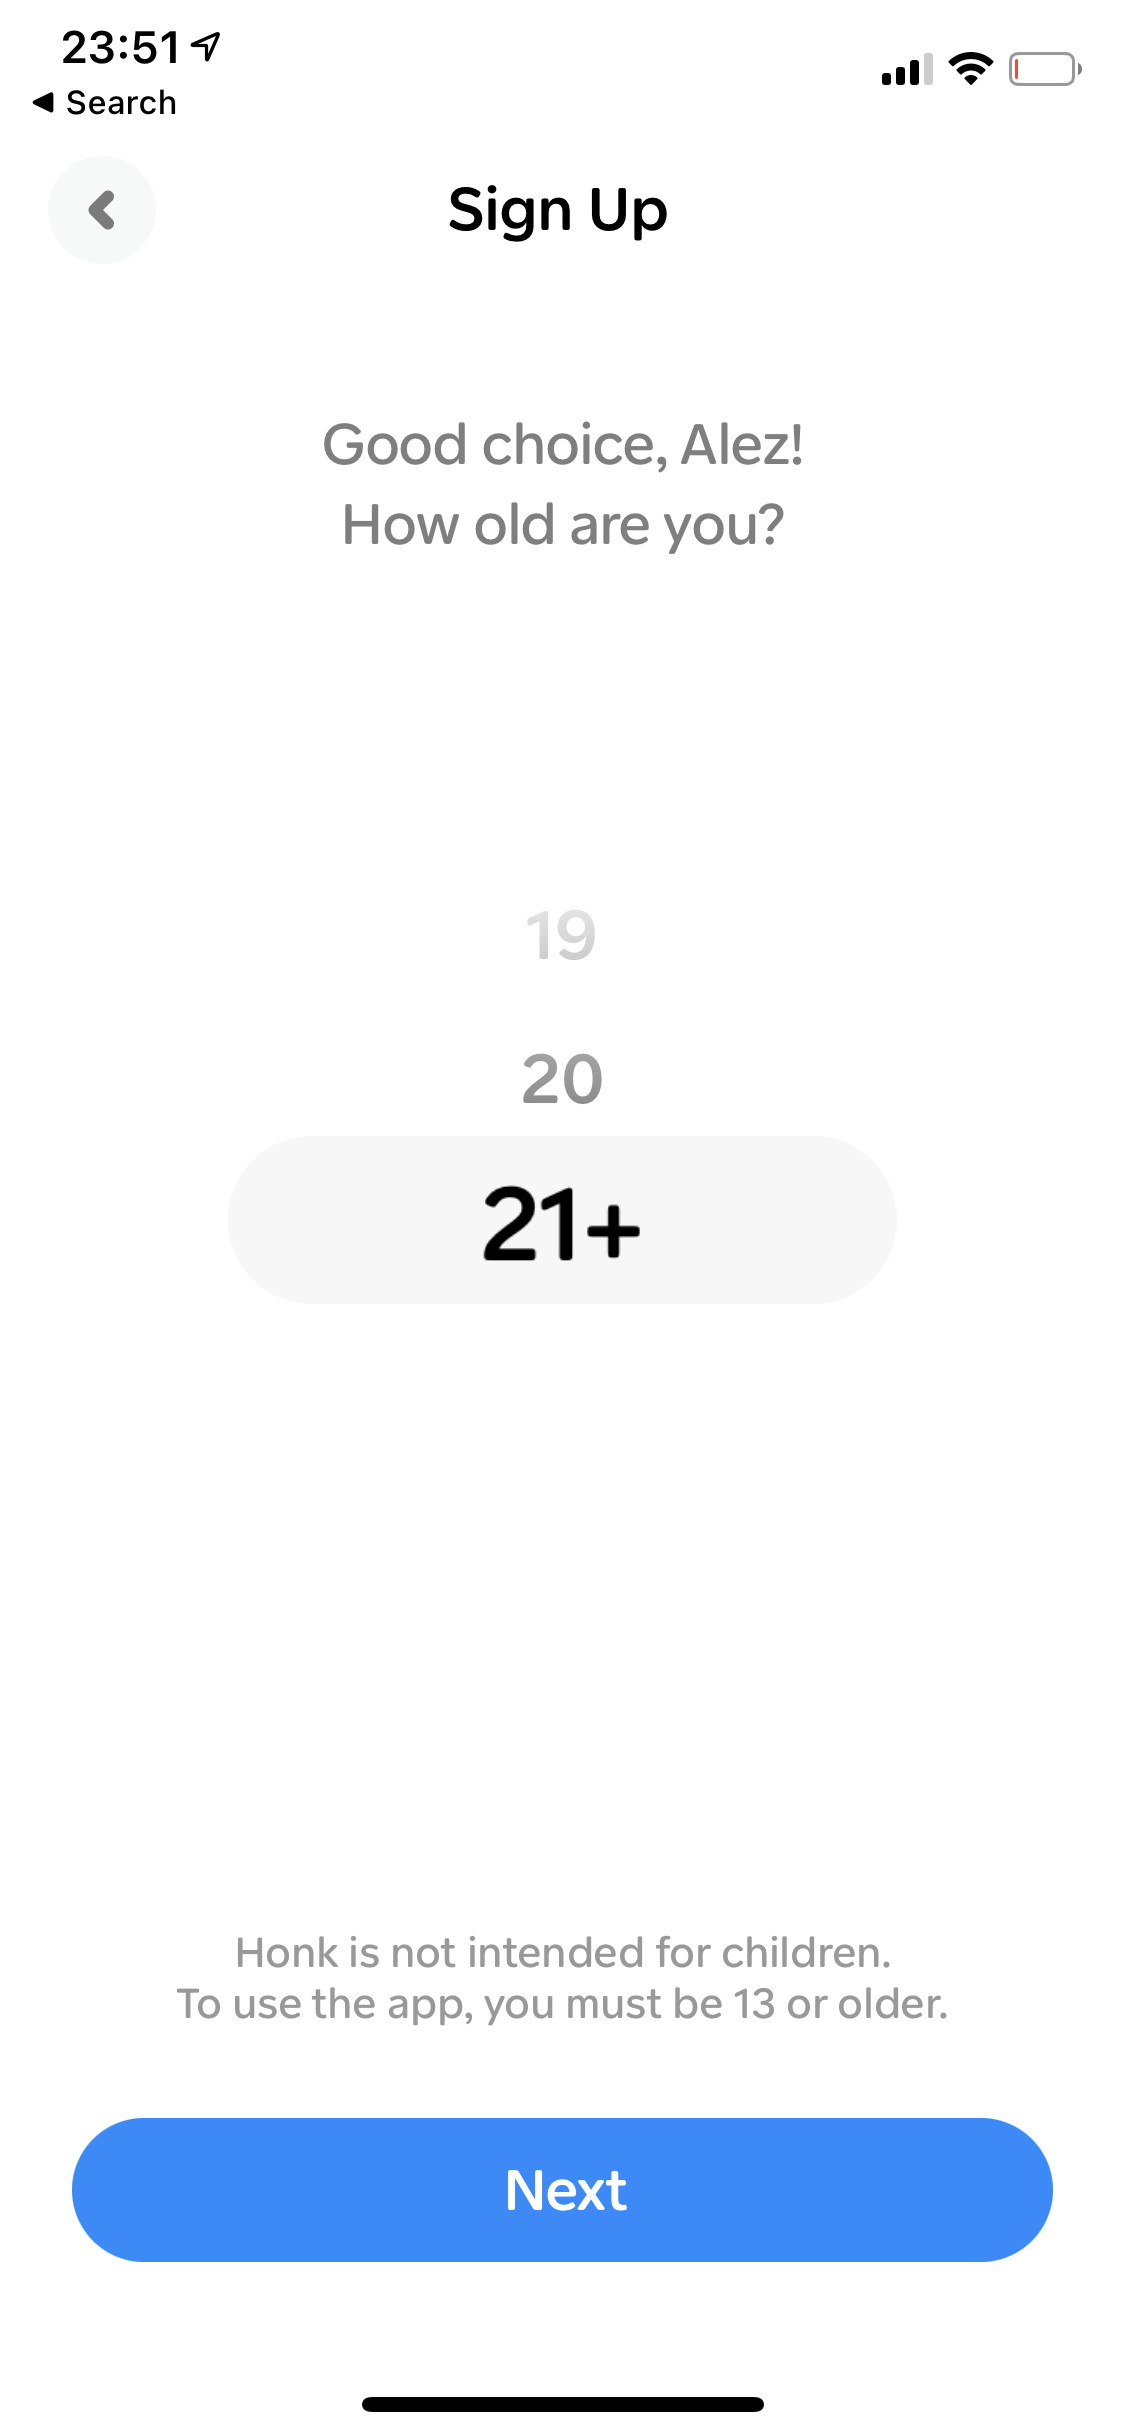 23:51
Search
Sign Up
Good choice, Alez!
How old are you?
19
20
21+
Honk is not intended for children.
To use the app, you must be 13 or older.
Next